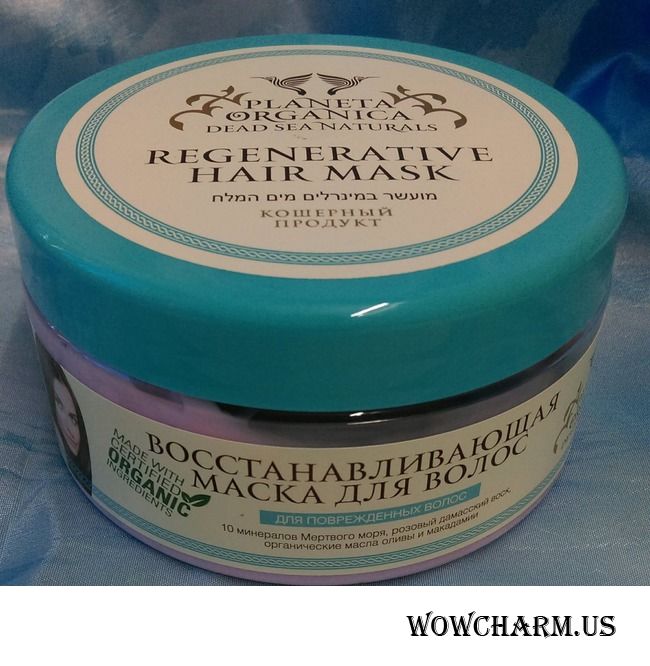 PLANETA
ORGANICA
DEAD SEA NATURALS
REGENERATIVE
HAIR MASK
מועשר במינרלים מים המלח
КОШЕРНЫЙ
ПРОДУКТ
MADE WITH
CERTIFIED
ORGANIC
INGREDIENTS
ВОССТАНАВЛИВАЮЩАЯ
МАСКА ДЛЯ ВОЛОС
ДЛЯ ПОВРЕЖДЕННЫХ ВОЛОС
10 минералов Мертвого моря, розовый дамасский воск,
органические масла оливы и макадамии
WOWCHARM.US